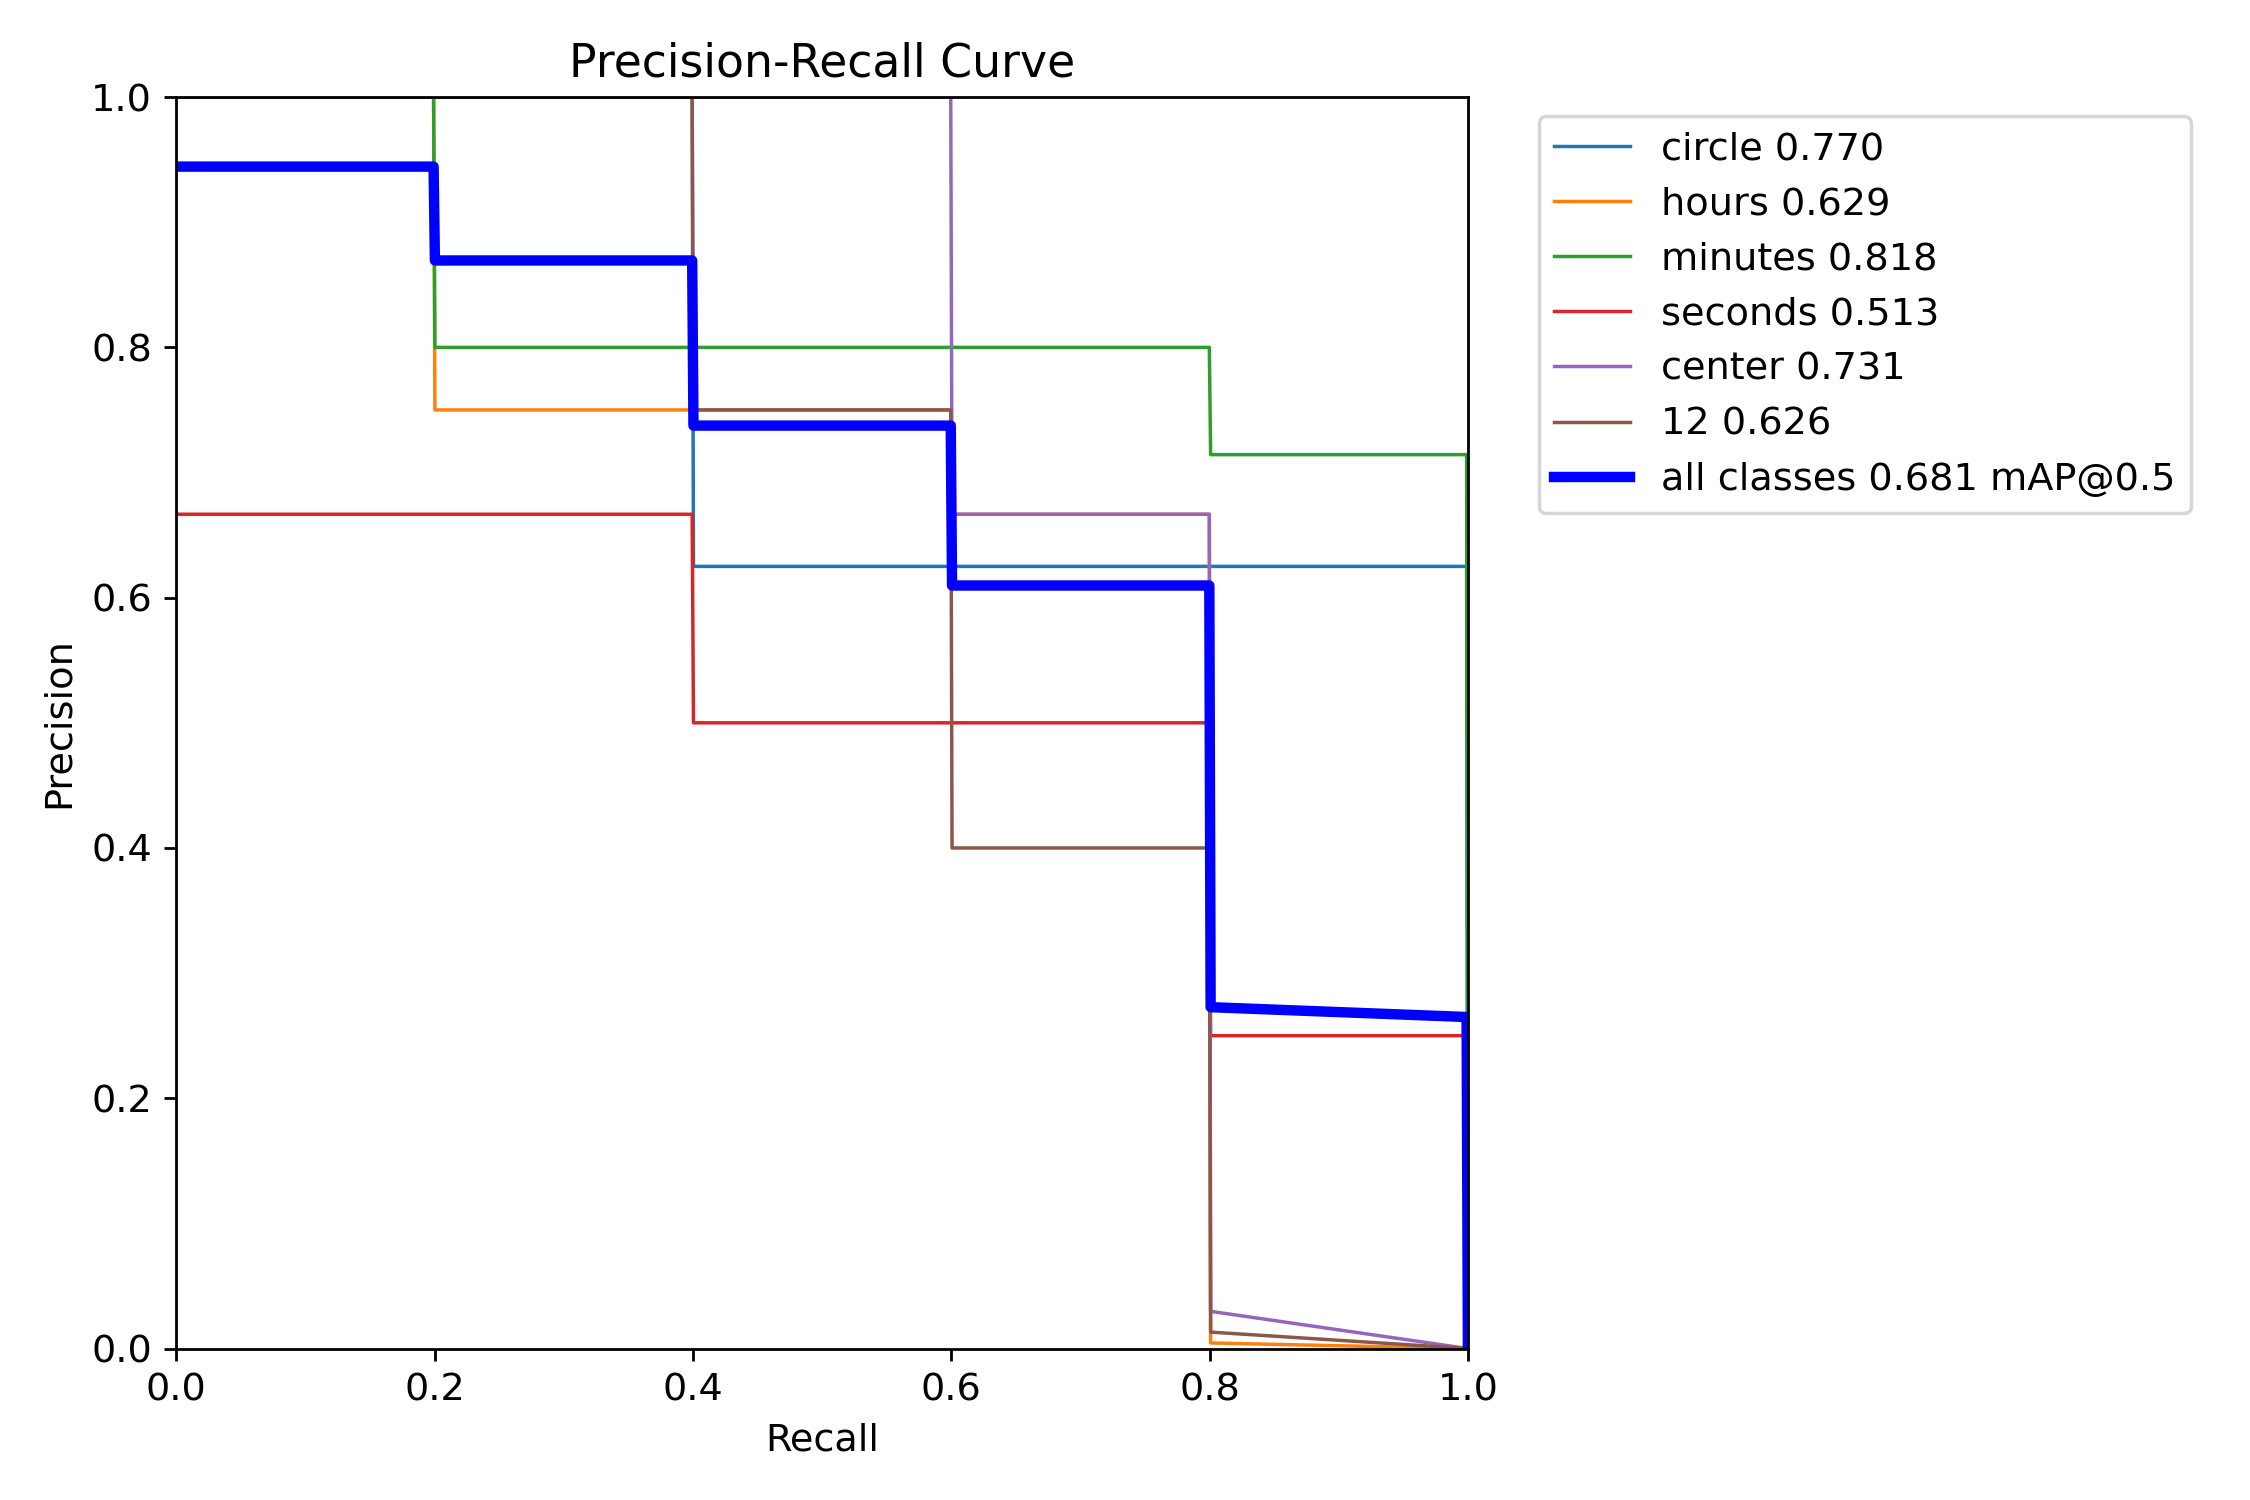 Precision-Recall Curve
1.0
0.8
0.6
0.4
0.2
0.0
Precision
0.0 0.2 0.4 0.6 0.8 1.0
Recall
circle 0.770
hours 0.629
minutes 0.818
seconds 0.513
center 0.731
12 0.626
all classes 0.681 mAP@0.5